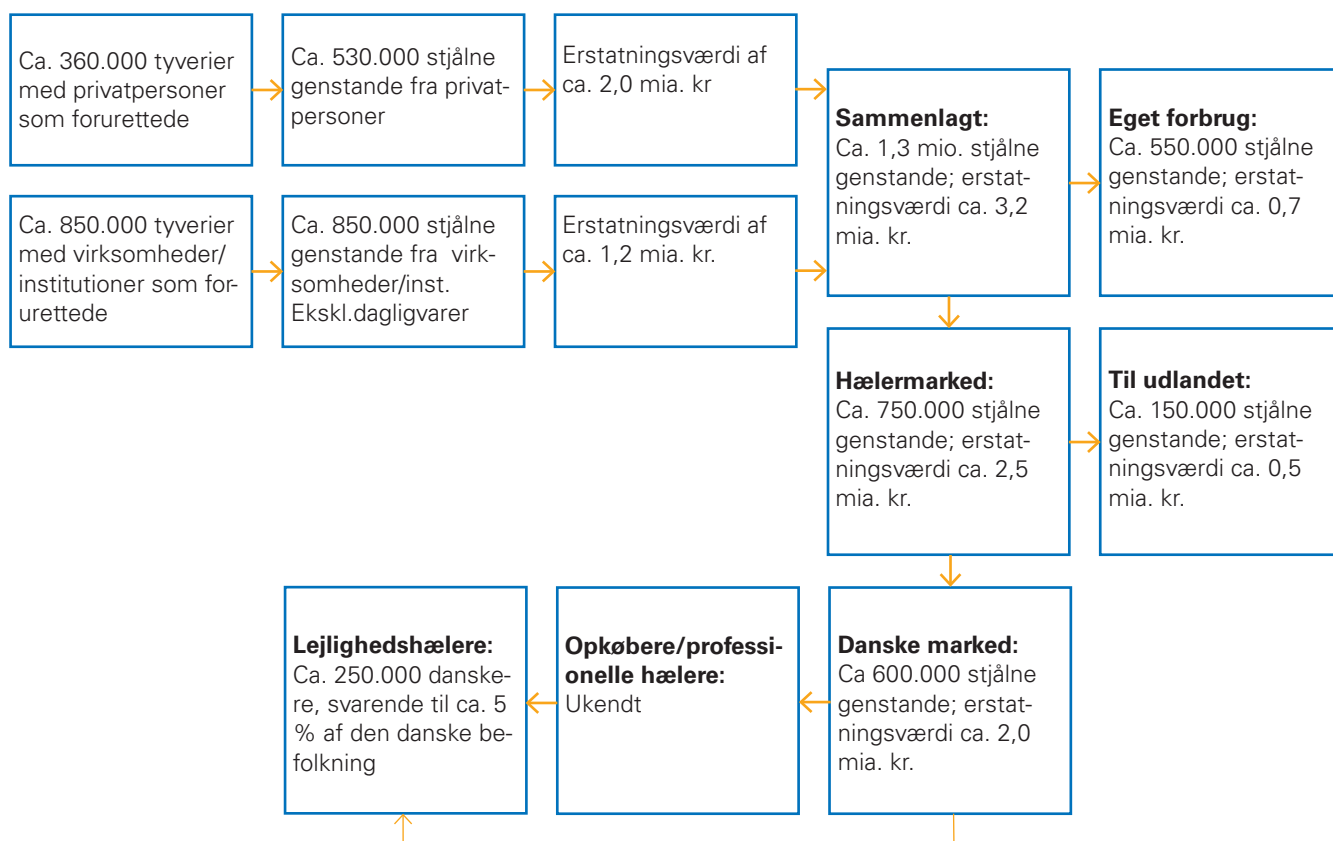 Ca. 360.000 tyverier
med privatpersoner
som forurettede
Ca. 530.000 stjålne
genstande fra privat-
personer
Erstatningsværdi af
ca. 2,0 mia. kr
Sammenlagt:
Ca. 1,3 mio. stjålne
genstande; erstat-
ningsværdi ca. 3,2
mia. kr.
Eget forbrug:
Ca. 550.000 stjålne
genstande; erstat-
ningsværdi ca. 0,7
mia. kr.
Ca. 850.000 tyverier
med virksomheder/
institutioner som for-
urettede
Ca. 850.000 stjålne
genstande fra virk-
somheder/inst.
Ekskl.dagligvarer
Erstatningsværdi af
ca. 1,2 mia. kr.
Hælermarked:
Ca. 750.000 stjålne
genstande; erstat-
ningsværdi ca. 2,5
mia. kr.
Til udlandet:
Ca. 150.000 stjålne
genstande; erstat-
ningsværdi ca. 0,5
mia. kr.
Lejlighedshælere:
Ca. 250.000 danske-
re, svarende til ca. 5
% af den danske be-
folkning
Opkøbere/professi-
onelle hælere:
Ukendt
Danske marked:
Ca 600.000 stjålne
genstande; erstat-
ningsværdi ca. 2,0
mia. kr.